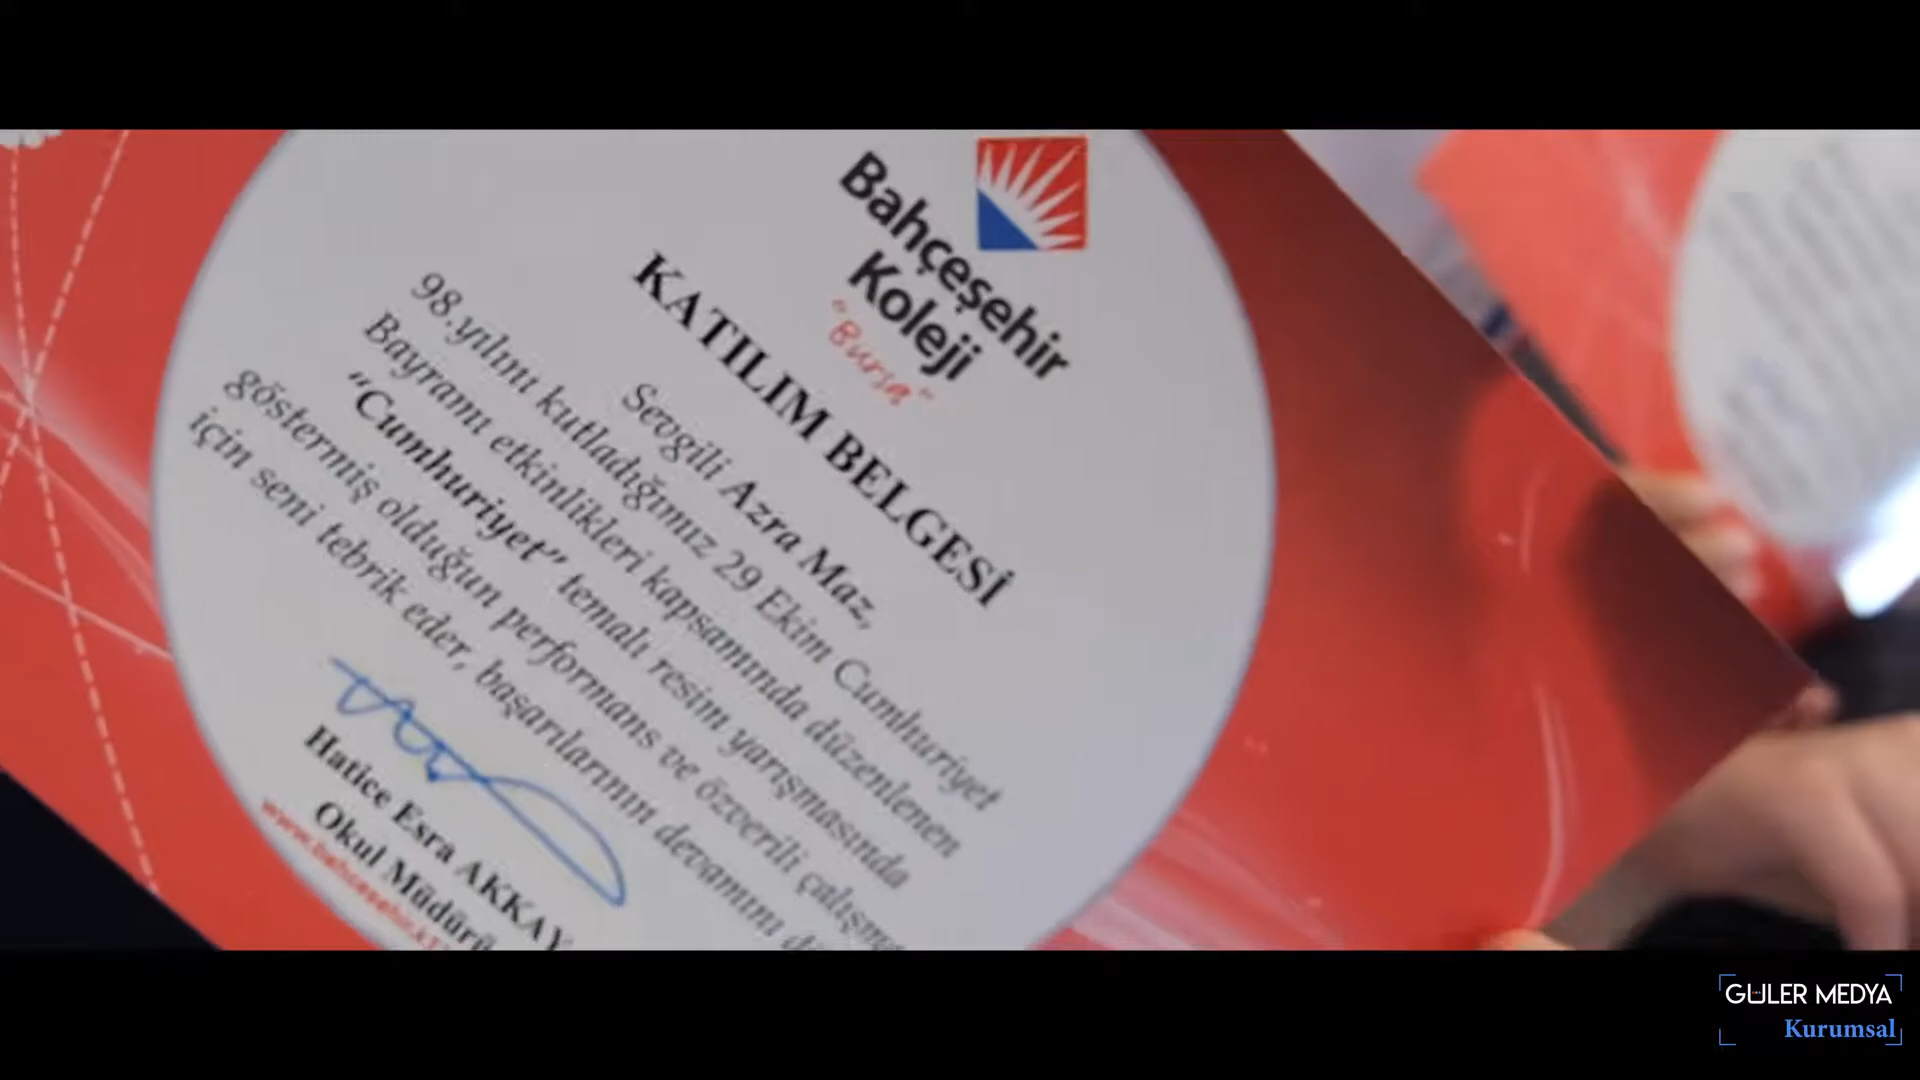 Bahçeşehir
Koleji
"Bursa"
KATILIM BELGESİ
Sevgili Azra Maz,
98.yılını kutladığımız 29 Ekim Cumhuriyet
Bayramı etkinlikleri kapsamında düzenlenen
"Cumhuriyet" temalı resim yarışmasında
göstermiş olduğun performans ve özverili çalışma
için seni tebrik eder, başarılarının devamını
Hatice Esra AKKAY
Okul Müdürü
GÜLER MEDYA
Kurumsal